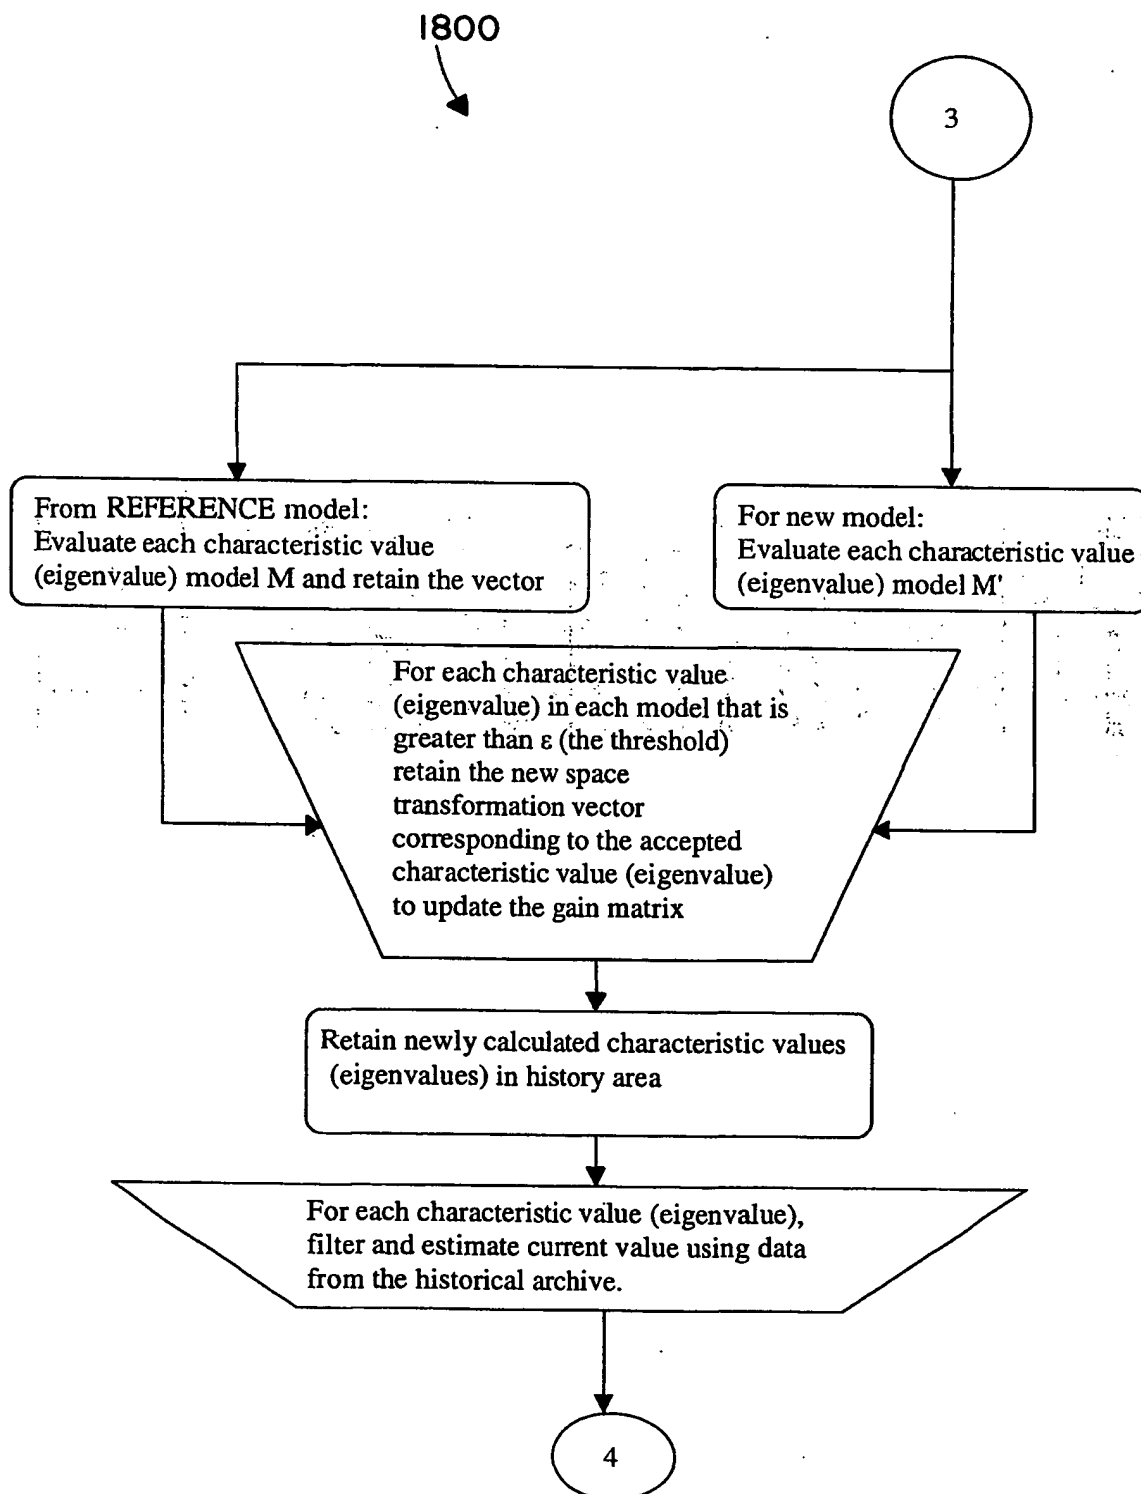 1800
3
From REFERENCE model:
Evaluate each characteristic value
(eigenvalue) model M and retain the vector
For new model:
Evaluate each characteristic value
(eigenvalue) model M'
For each characteristic value
(eigenvalue) in each model that is
greater than ε (the threshold)
retain the new space
transformation vector
corresponding to the accepted
characteristic value (eigenvalue)
to update the gain matrix
Retain newly calculated characteristic values
(eigenvalues) in history area
For each characteristic value (eigenvalue),
filter and estimate current value using data
from the historical archive.
4